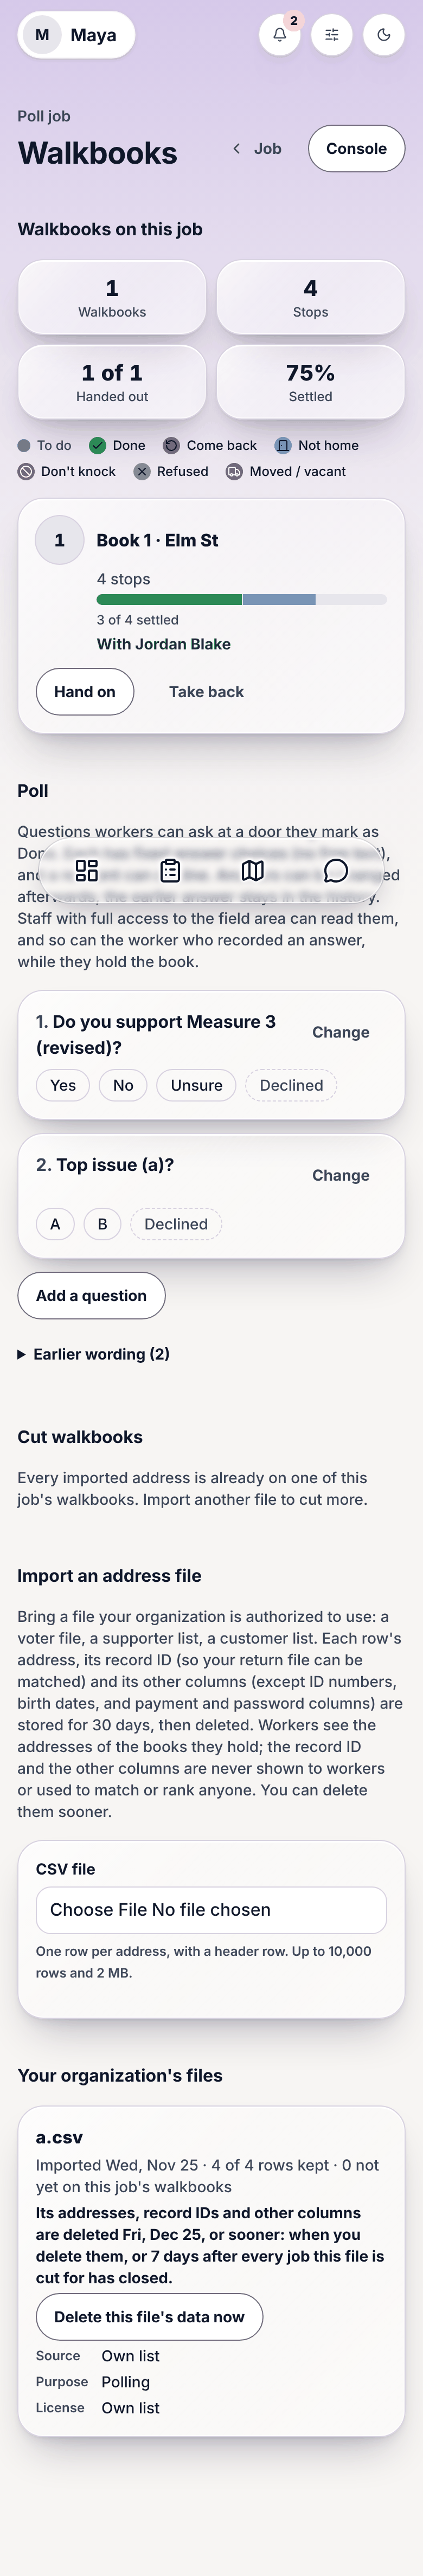 M Maya
2
Poll job
Walkbooks
Job
Console
Walkbooks on this job
1
Walkbooks
4
Stops
1 of 1
Handed out
75%
Settled
To do
Done
Come back
Not home
Don't knock
Refused
Moved / vacant
1
Book 1 · Elm St
4 stops
3 of 4 settled
With Jordan Blake
Hand on
Take back
Poll
Questions workers can ask at a door they mark as
Staff with full access to the field area can read them,
and so can the worker who recorded an answer,
while they hold the book.
1. Do you support Measure 3
(revised)?
Change
Yes
No
Unsure
Declined
2. Top issue (a)?
Change
A
B
Declined
Add a question
Earlier wording (2)
Cut walkbooks
Every imported address is already on one of this
job's walkbooks. Import another file to cut more.
Import an address file
Bring a file your organization is authorized to use: a
voter file, a supporter list, a customer list. Each row's
address, its record ID (so your return file can be
matched) and its other columns (except ID numbers,
birth dates, and payment and password columns) are
stored for 30 days, then deleted. Workers see the
addresses of the books they hold; the record ID
and the other columns are never shown to workers
or used to match or rank anyone. You can delete
them sooner.
CSV file
Choose File No file chosen
One row per address, with a header row. Up to 10,000
rows and 2 MB.
Your organization's files
a.csv
Imported Wed, Nov 25 · 4 of 4 rows kept · 0 not
yet on this job's walkbooks
Its addresses, record IDs and other columns
are deleted Fri, Dec 25, or sooner: when you
delete them, or 7 days after every job this file is
cut for has closed.
Delete this file's data now
Source Own list
Purpose Polling
License Own list